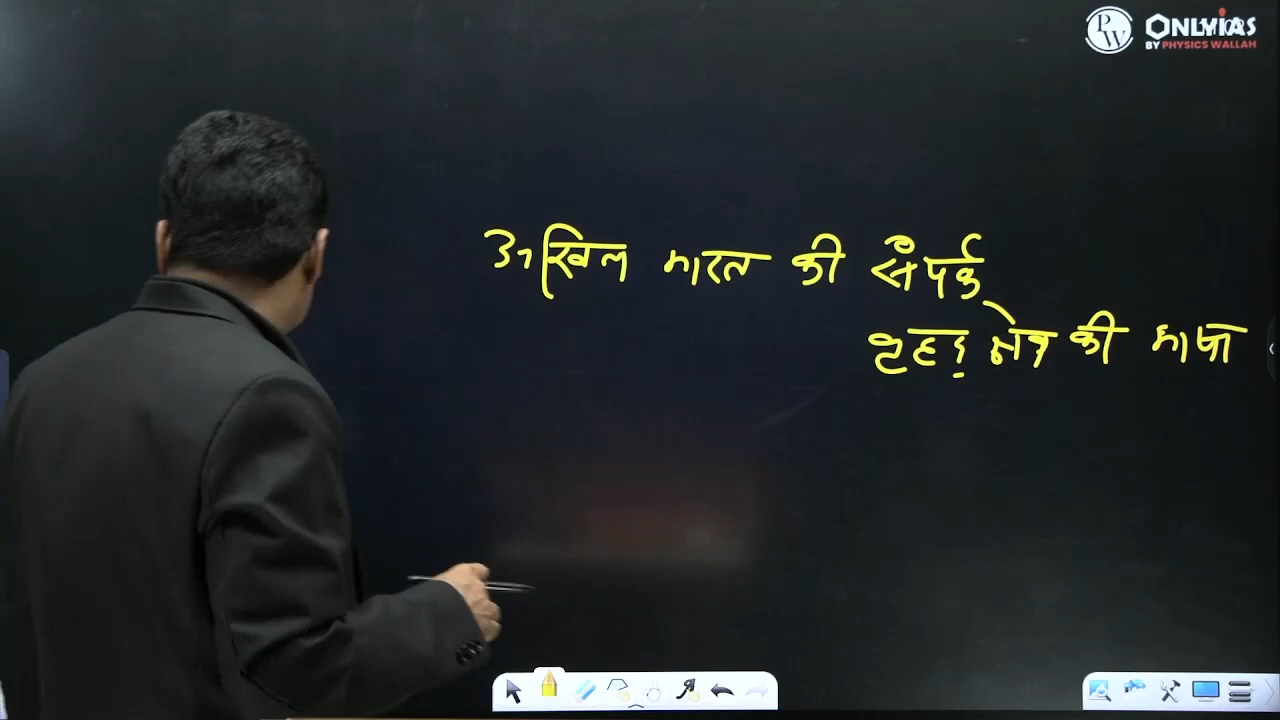 PW ONLYIAS
BY PHYSICS WALLAH
अखिल भारत की संपर्क
बृहद् क्षेत्र की भाषा